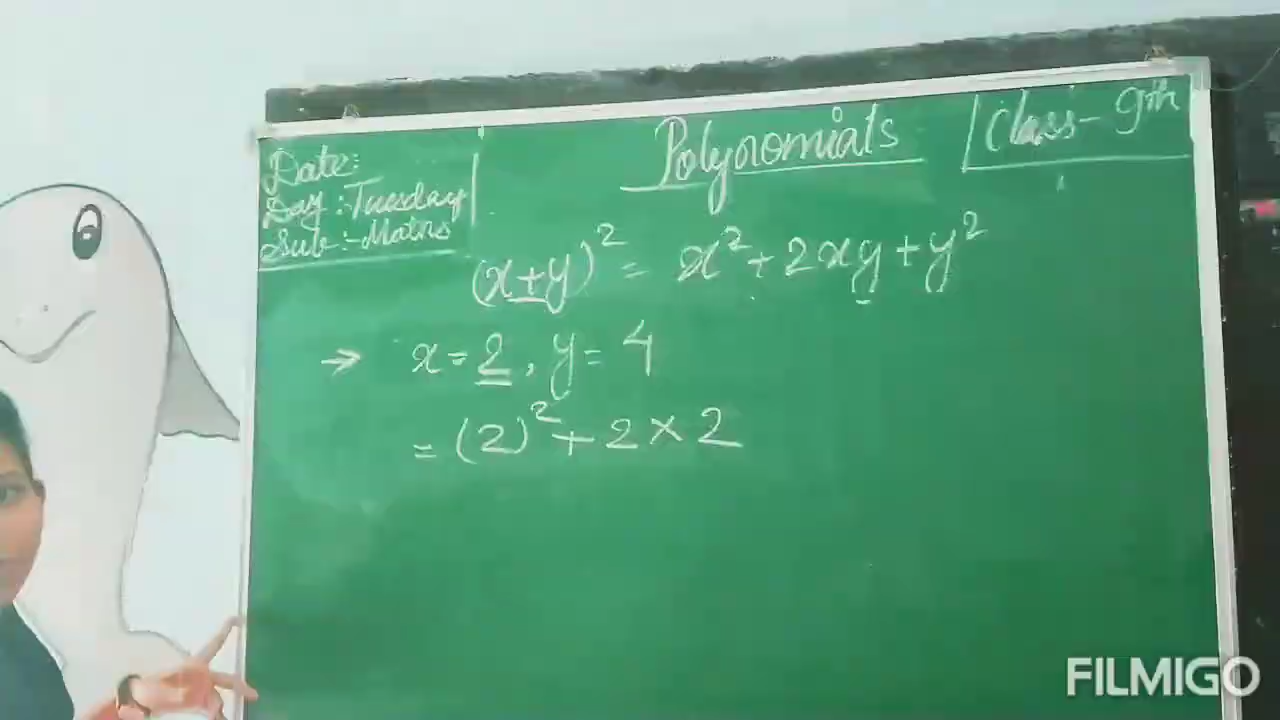 Polynomials
Class- 9th
Date:
Day :- Tuesday
Sub:- Maths
(x+y)² = x² + 2xy + y²
→ x = 2, y = 4
= (2)² + 2 × 2
FILMIGO